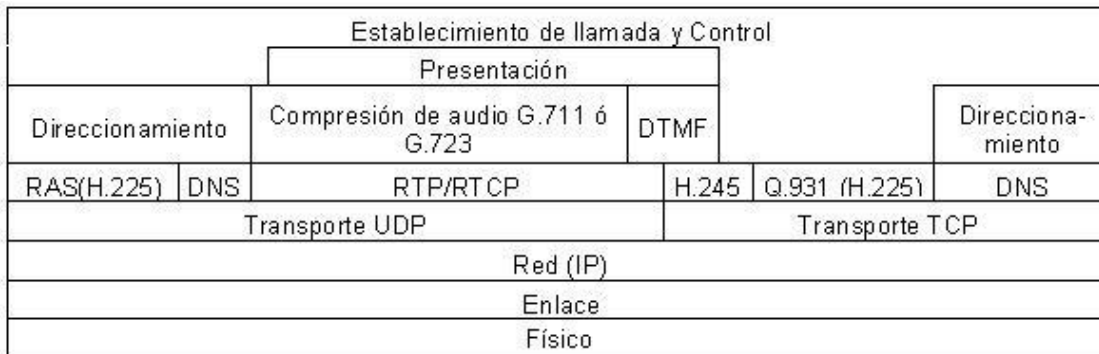 Establecimiento de llamada y Control
Presentación
Direccionamiento
Compresión de audio G.711 ó
G.723
DTMF
Direcciona-
miento
RAS(H.225)
DNS
RTP/RTCP
H.245
Q.931 (H.225)
DNS
Transporte UDP
Transporte TCP
Red (IP)
Enlace
Físico